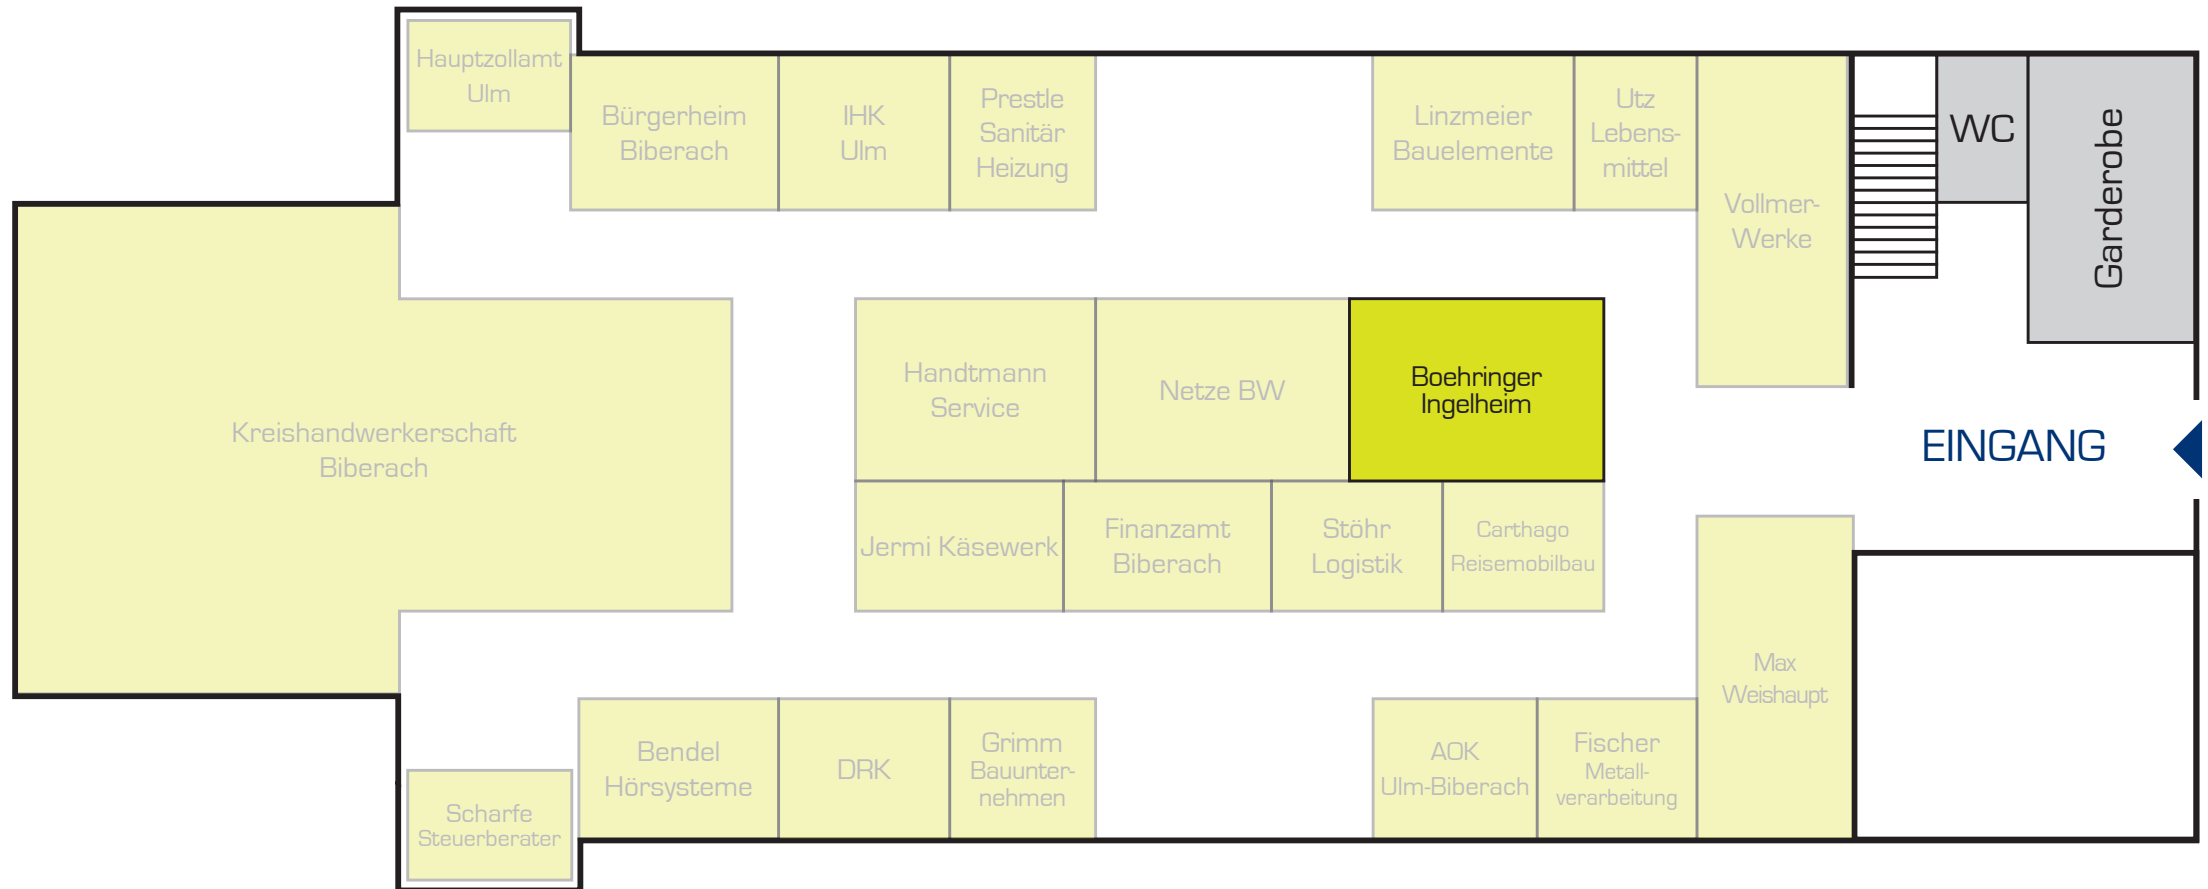 Hauptzollamt
Ulm
Bürgerheim
Biberach
IHK
Ulm
Prestle
Sanitär
Heizung
Linzmeier
Bauelemente
Utz
Lebens-
mittel
Vollmer-
Werke
WC
Garderobe
Kreishandwerkerschaft
Biberach
Handtmann
Service
Netze BW
Boehringer
Ingelheim
EINGANG
Jermi Käsewerk
Finanzamt
Biberach
Stöhr
Logistik
Carthago
Reisemobilbau
Max
Weishaupt
Scharfe
Steuerberater
Bendel
Hörsysteme
DRK
Grimm
Bauunter-
nehmen
AOK
Ulm-Biberach
Fischer
Metall-
verarbeitung